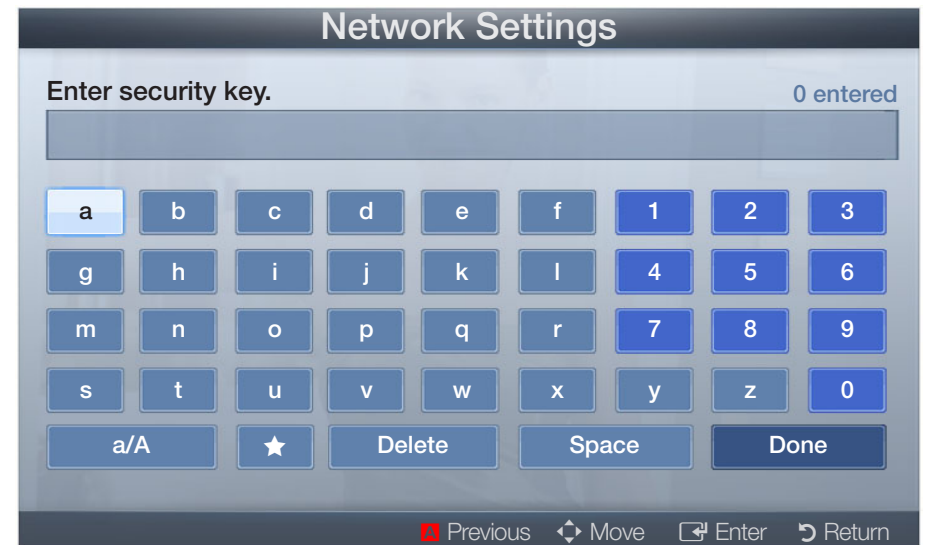 Network Settings
Enter security key. 0 entered
a b c d e f 1 2 3
g h i j k l 4 5 6
m n o p q r 7 8 9
s t u v w x y z 0
a/A ★ Delete Space Done
A Previous Move Enter Return